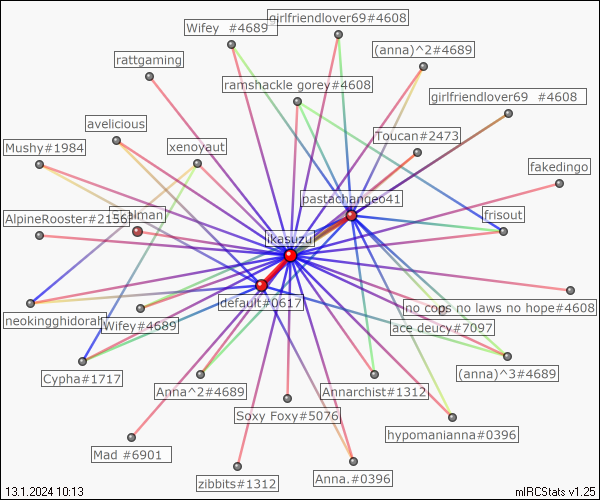 girlfriendlover69#4608
Wifey #4689
(anna)^2#4689
rattgaming
ramshackle gorey#4608
girlfriendlover69 #4608
avelicious
Toucan#2473
Mushy#1984
xenoyaut
fakedingo
pastachange041
AlpineRooster#2156
frisout
ikasuzu
default#0617
no cops no laws no hope#4608
neokingghidorah
Wifey#4689
ree deucy#7097
Cypha#1717
(anna)^3#4689
Anna^2#4689
Annarchist#1312
Soxy Foxy#5076
hypomanianna#0396
Mad #6901
zibbits#1312
Anna.#0396
13.1.2024 10:13
mIRCStats v1.25